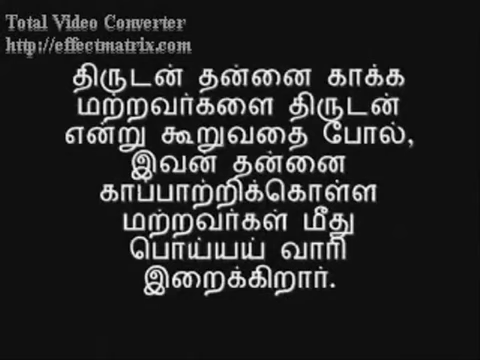 Total Video Converter
http://effectmatrix.com
திருடன் தன்னை காக்க
மற்றவர்களை திருடன்
என்று கூறுவதை போல்,
இவன் தன்னை
காப்பாற்றிக்கொள்ள
மற்றவர்கள் மீது
பொய்யய் வாரி
இறைக்கிறார்.